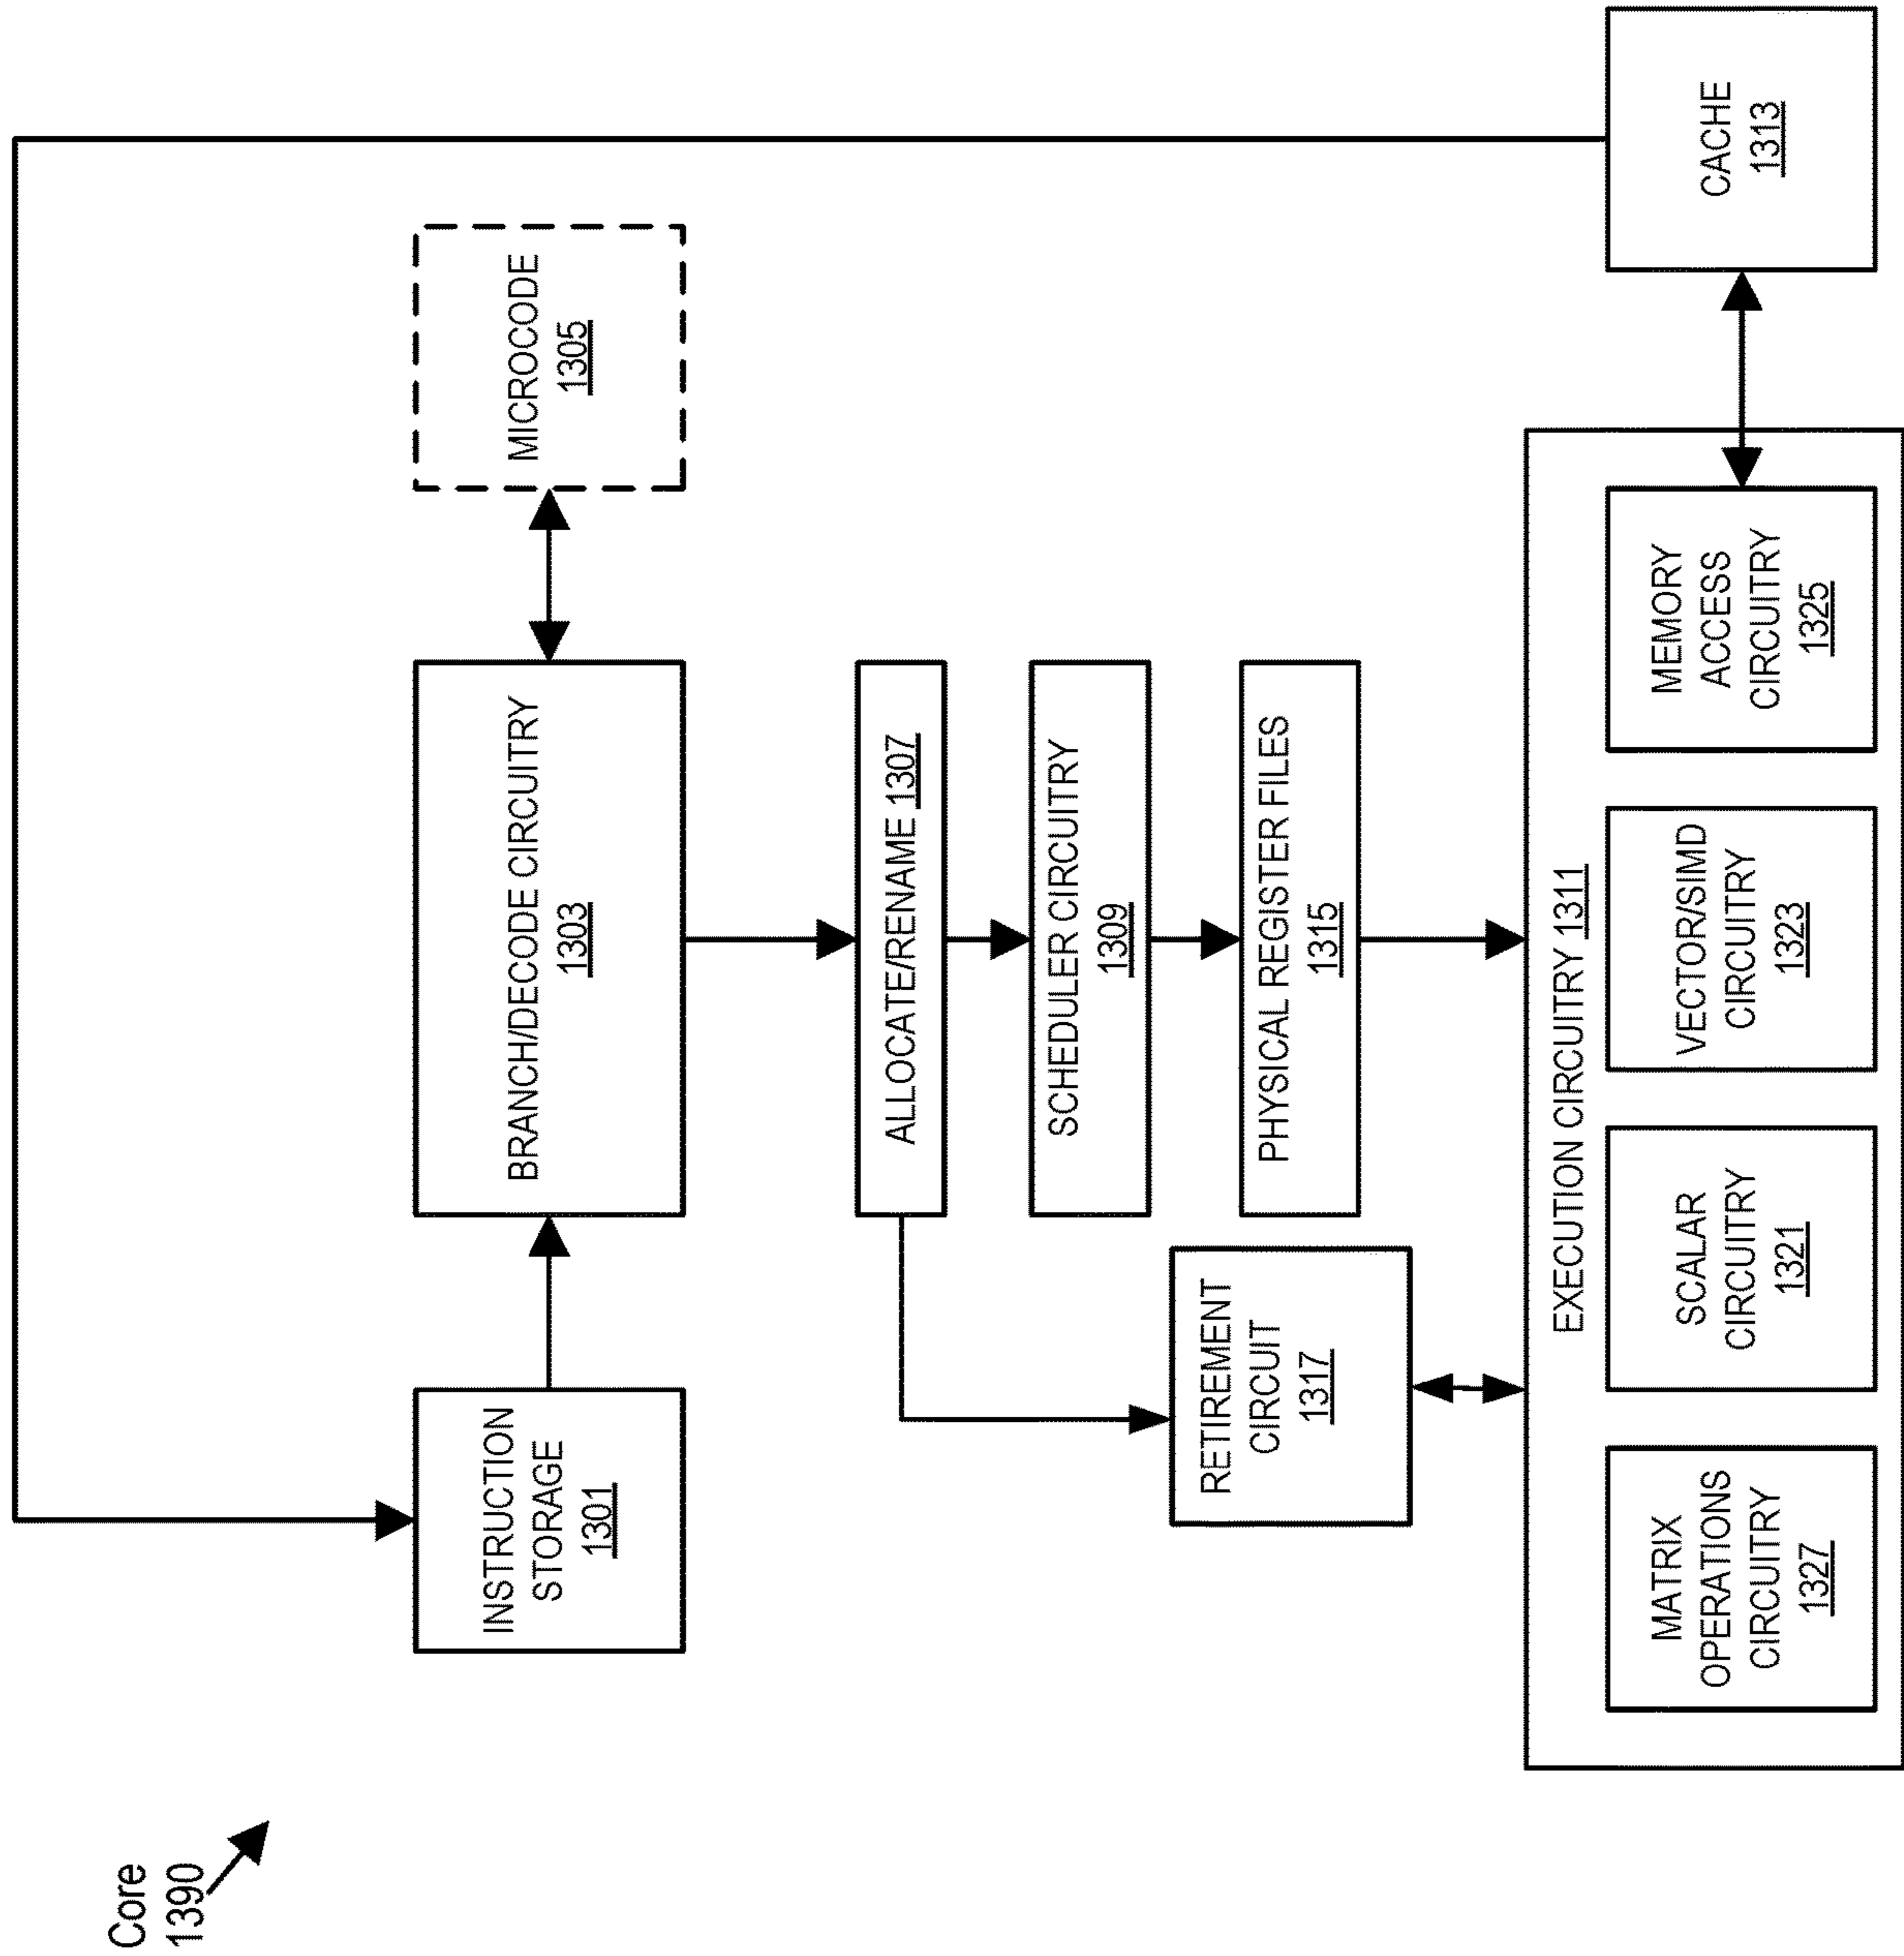 Core
1390
INSTRUCTION
STORAGE
1301
BRANCH/DECODE CIRCUITRY
1303
MICROCODE
1305
ALLOCATE/RENAME 1307
SCHEDULER CIRCUITRY
1309
PHYSICAL REGISTER FILES
1315
RETIREMENT
CIRCUIT
1317
EXECUTION CIRCUITRY 1311
MATRIX
OPERATIONS
CIRCUITRY
1327
SCALAR
CIRCUITRY
1321
VECTOR/SIMD
CIRCUITRY
1323
MEMORY
ACCESS
CIRCUITRY
1325
CACHE
1313